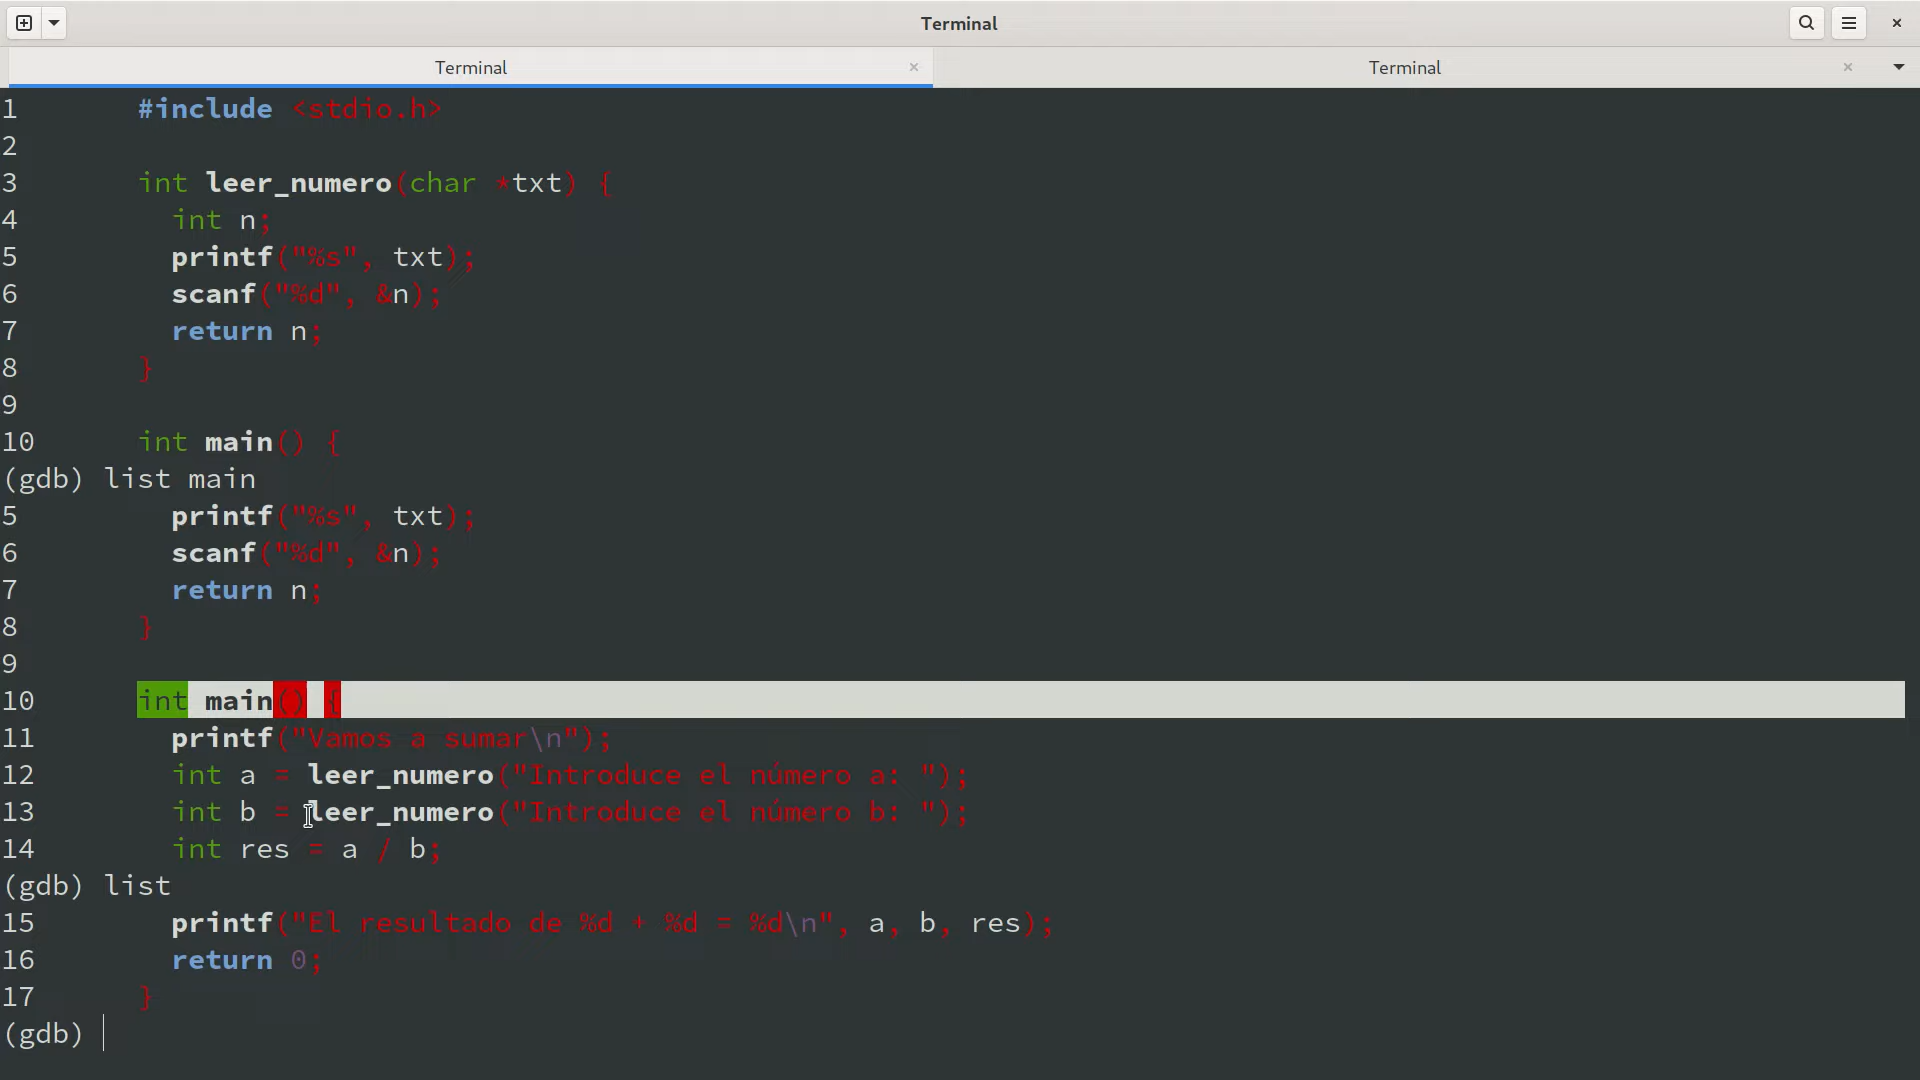 Terminal
Terminal
Terminal
1 #include <stdio.h>
2
3 int leer_numero(char *txt) {
4 int n;
5 printf("%s", txt);
6 scanf("%d", &n);
7 return n;
8 }
9
10 int main() {
(gdb) list main
5 printf("%s", txt);
6 scanf("%d", &n);
7 return n;
8 }
9
10 int main() {
11 printf("Vamos a sumar\n");
12 int a = leer_numero("Introduce el número a: ");
13 int b = leer_numero("Introduce el número b: ");
14 int res = a / b;
(gdb) list
15 printf("El resultado de %d + %d = %d\n", a, b, res);
16 return 0;
17 }
(gdb)